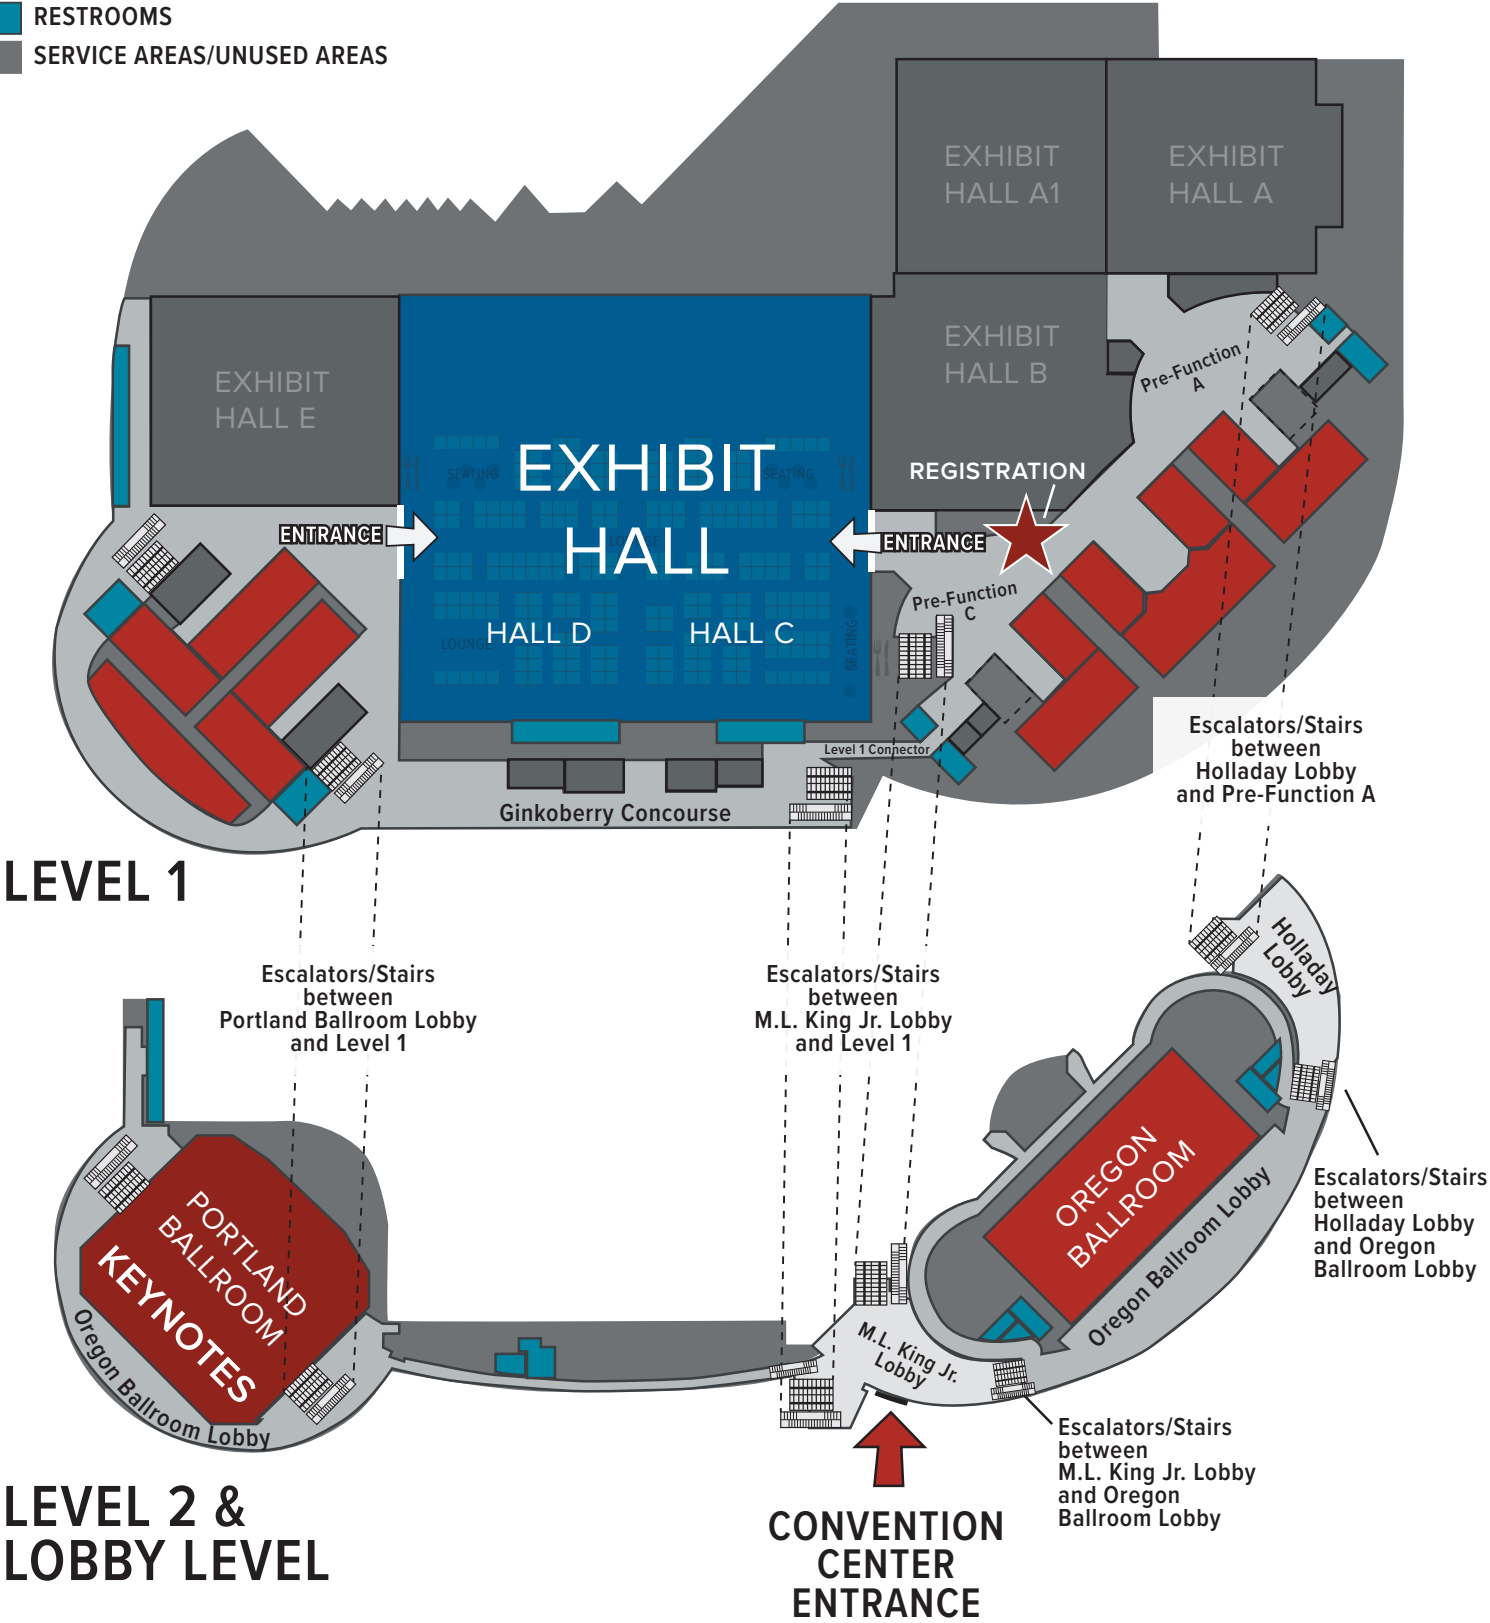 RESTROOMS
SERVICE AREAS/UNUSED AREAS
EXHIBIT
HALL A1
EXHIBIT
HALL A
EXHIBIT
HALL B
EXHIBIT
HALL E
Pre-Function
A
SEATING
SEATING
EXHIBIT
HALL
LOUNGE
REGISTRATION
ENTRANCE
ENTRANCE
Pre-Function
C
HALL D
HALL C
LOUNGE
SEATING
Level 1 Connector
Ginkoberry Concourse
Escalators/Stairs
between
Holladay Lobby
and Pre-Function A
LEVEL 1
Escalators/Stairs
between
Portland Ballroom Lobby
and Level 1
Escalators/Stairs
between
M.L. King Jr. Lobby
and Level 1
Holladay
Lobby
OREGON
BALLROOM
Oregon Ballroom Lobby
Escalators/Stairs
between
Holladay Lobby
and Oregon
Ballroom Lobby
PORTLAND
BALLROOM
KEYNOTES
Oregon Ballroom Lobby
M.L. King Jr.
Lobby
Escalators/Stairs
between
M.L. King Jr. Lobby
and Oregon
Ballroom Lobby
LEVEL 2 &
LOBBY LEVEL
CONVENTION
CENTER
ENTRANCE